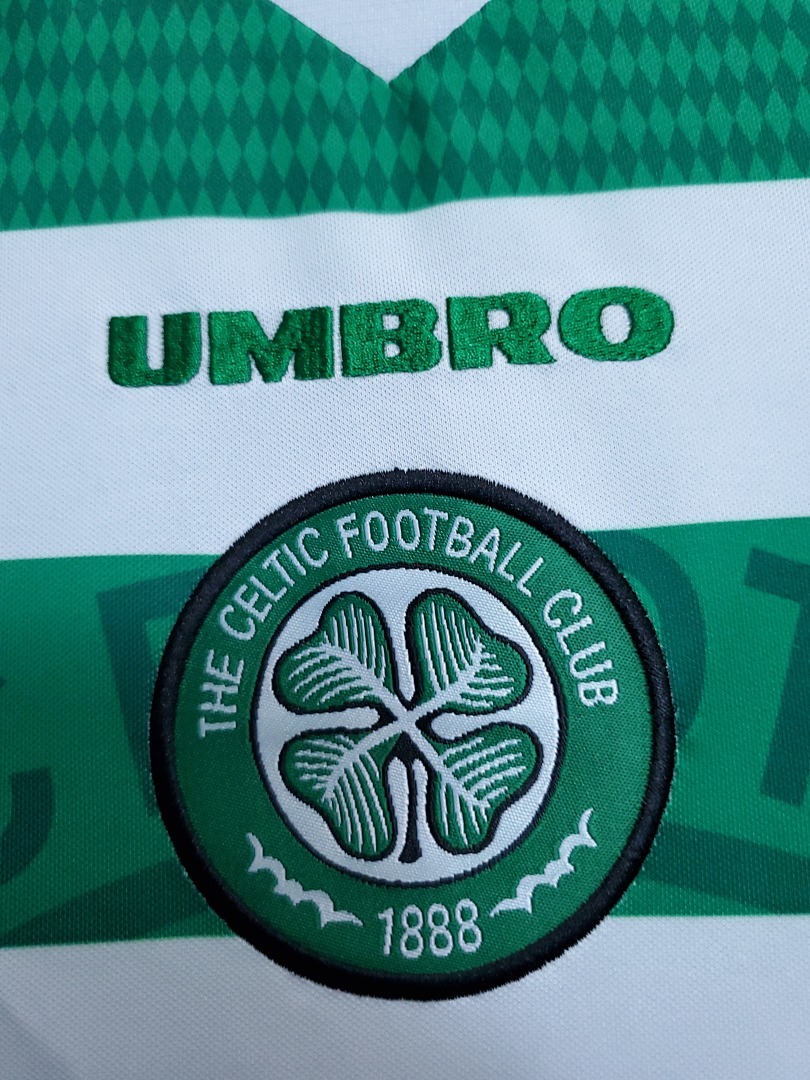 UMBRO
THE CELTIC FOOTBALL CLUB
1888